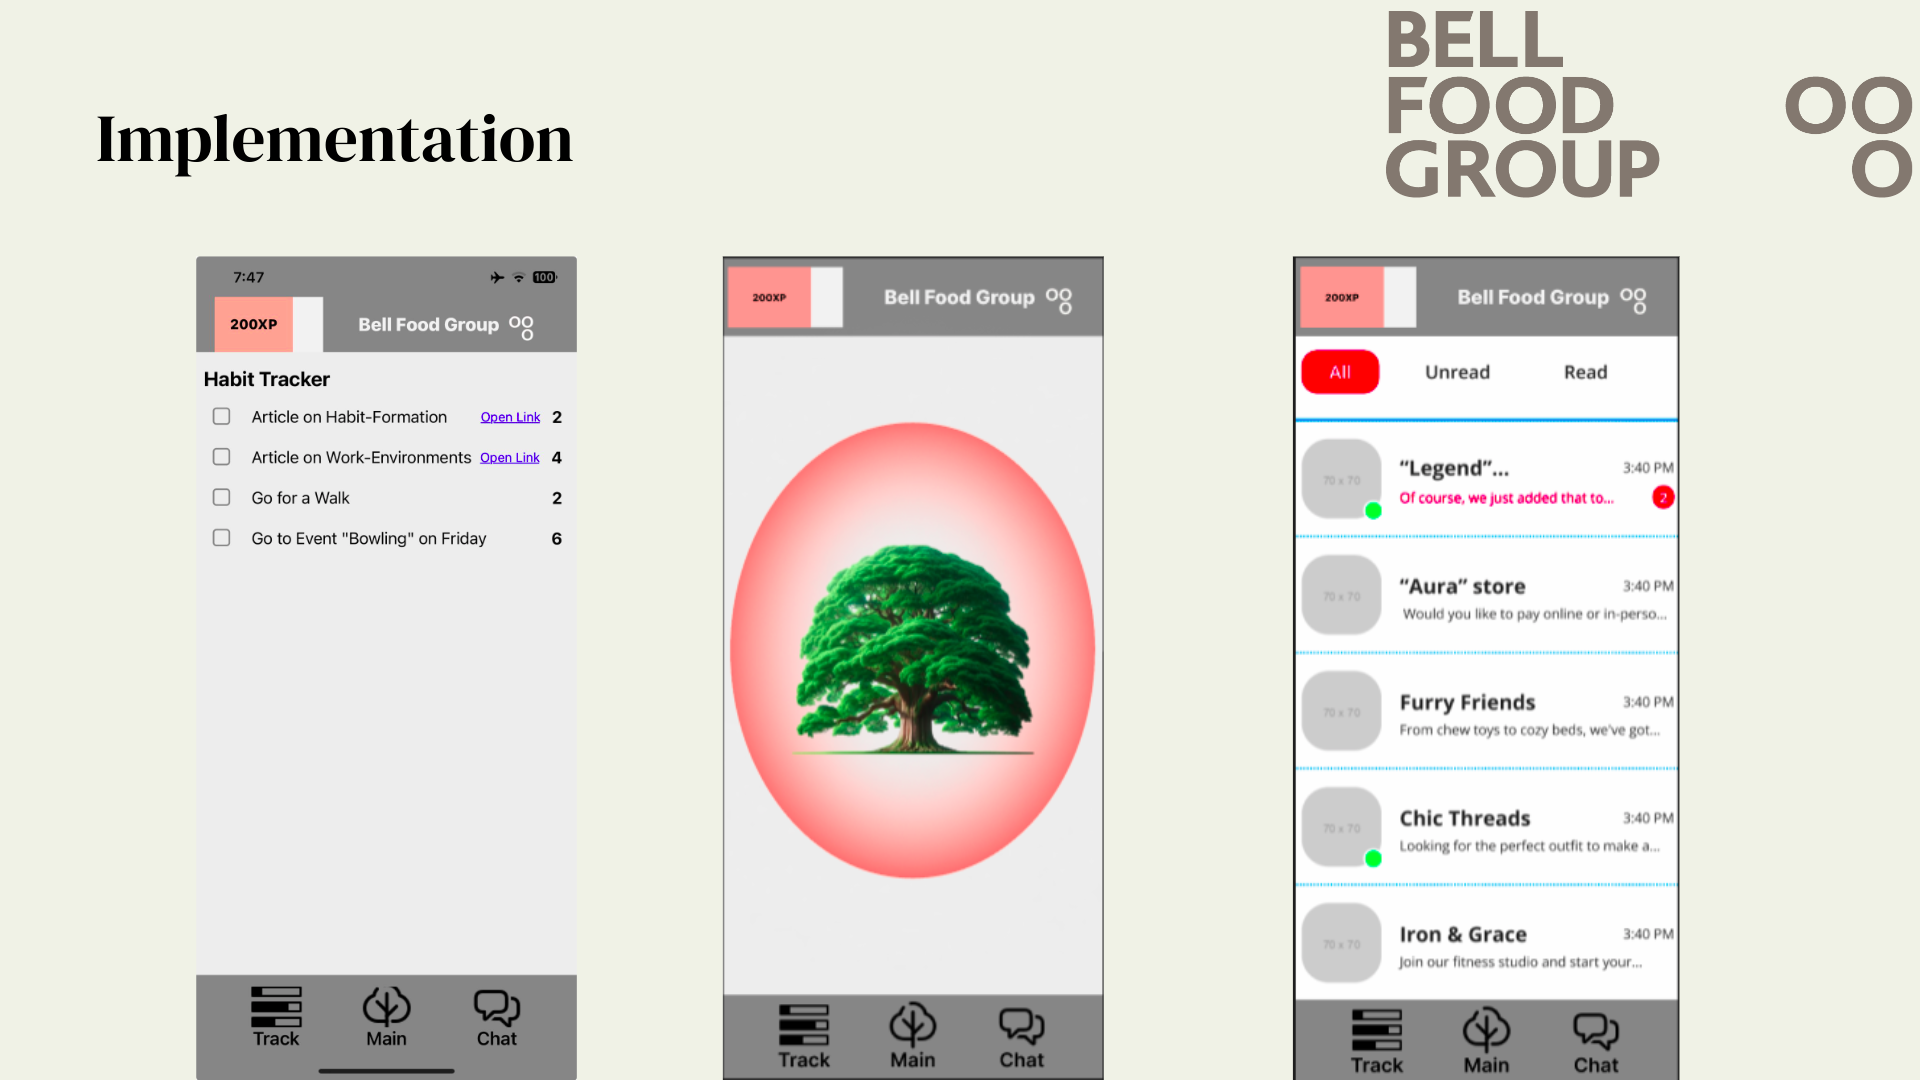 BELL
FOOD
GROUP
Implementation
7:47
100
200XP
Bell Food Group
Habit Tracker
Article on Habit-Formation Open Link 2
Article on Work-Environments Open Link 4
Go for a Walk 2
Go to Event "Bowling" on Friday 6
Track Main Chat
200XP
Bell Food Group
Track Main Chat
200XP
Bell Food Group
All Unread Read
70 x 70
“Legend”... 3:40 PM
Of course, we just added that to... 2
70 x 70
“Aura” store 3:40 PM
Would you like to pay online or in-perso...
70 x 70
Furry Friends 3:40 PM
From chew toys to cozy beds, we've got...
70 x 70
Chic Threads 3:40 PM
Looking for the perfect outfit to make a...
70 x 70
Iron & Grace 3:40 PM
Join our fitness studio and start your...
Track Main Chat